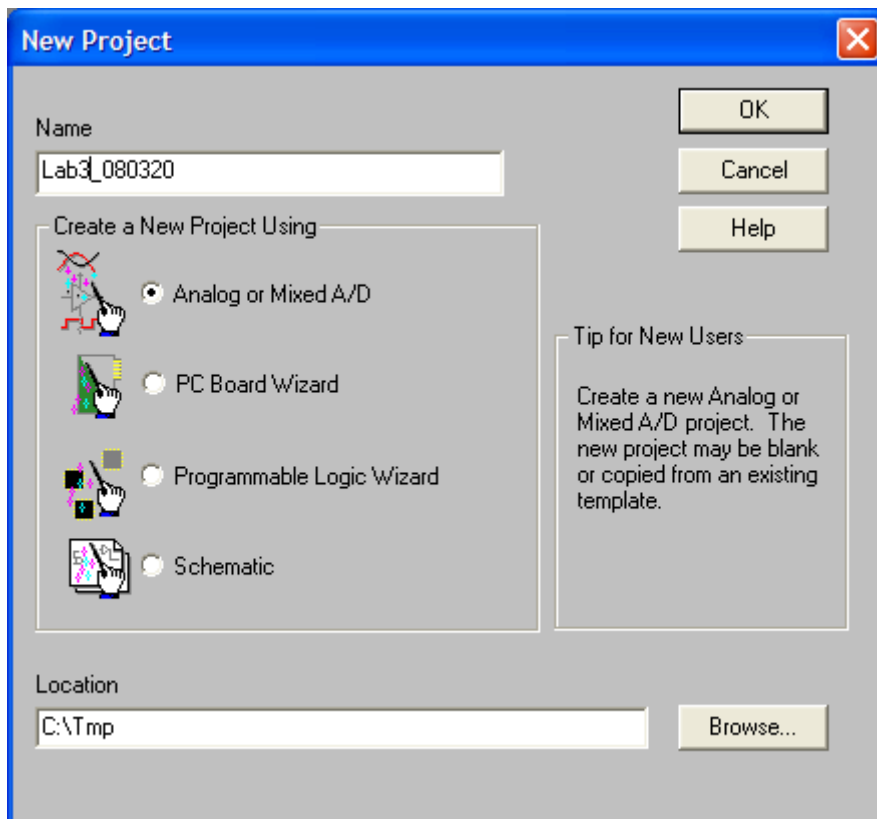 New Project
Name
Lab3_080320
OK
Cancel
Help
Create a New Project Using
Analog or Mixed A/D
PC Board Wizard
Programmable Logic Wizard
Schematic
Tip for New Users
Create a new Analog or
Mixed A/D project. The
new project may be blank
or copied from an existing
template.
Location
C:\Tmp
Browse...